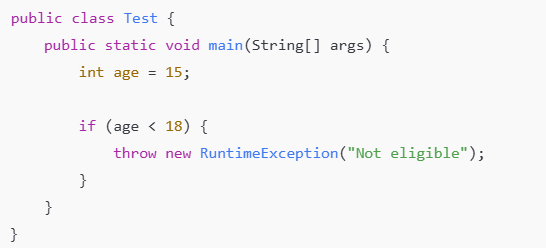 public class Test {
    public static void main(String[] args) {
        int age = 15;

        if (age < 18) {
            throw new RuntimeException("Not eligible");
        }
    }
}